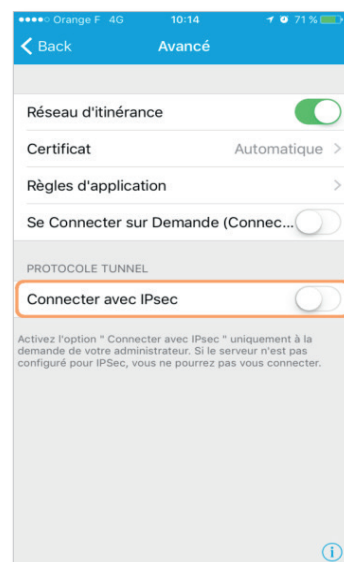 Orange F 4G 10:14 71 %
Back Avancé
Réseau d'itinérance
Certificat Automatique
Règles d'application
Se Connecter sur Demande (Connec...
PROTOCOLE TUNNEL
Connecter avec IPsec
Activez l'option " Connecter avec IPsec " uniquement à la
demande de votre administrateur. Si le serveur n'est pas
configuré pour IPSec, vous ne pourrez pas vous connecter.